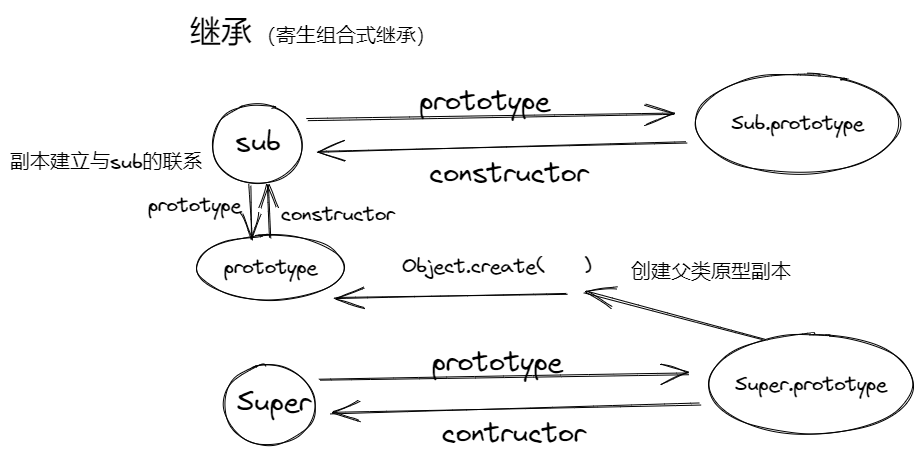 继承 (寄生组合式继承)
prototype
sub
Sub.prototype
副本建立与sub的联系
constructor
prototype
constructor
prototype
Object.create( )
创建父类原型副本
prototype
Super
Super.prototype
contructor